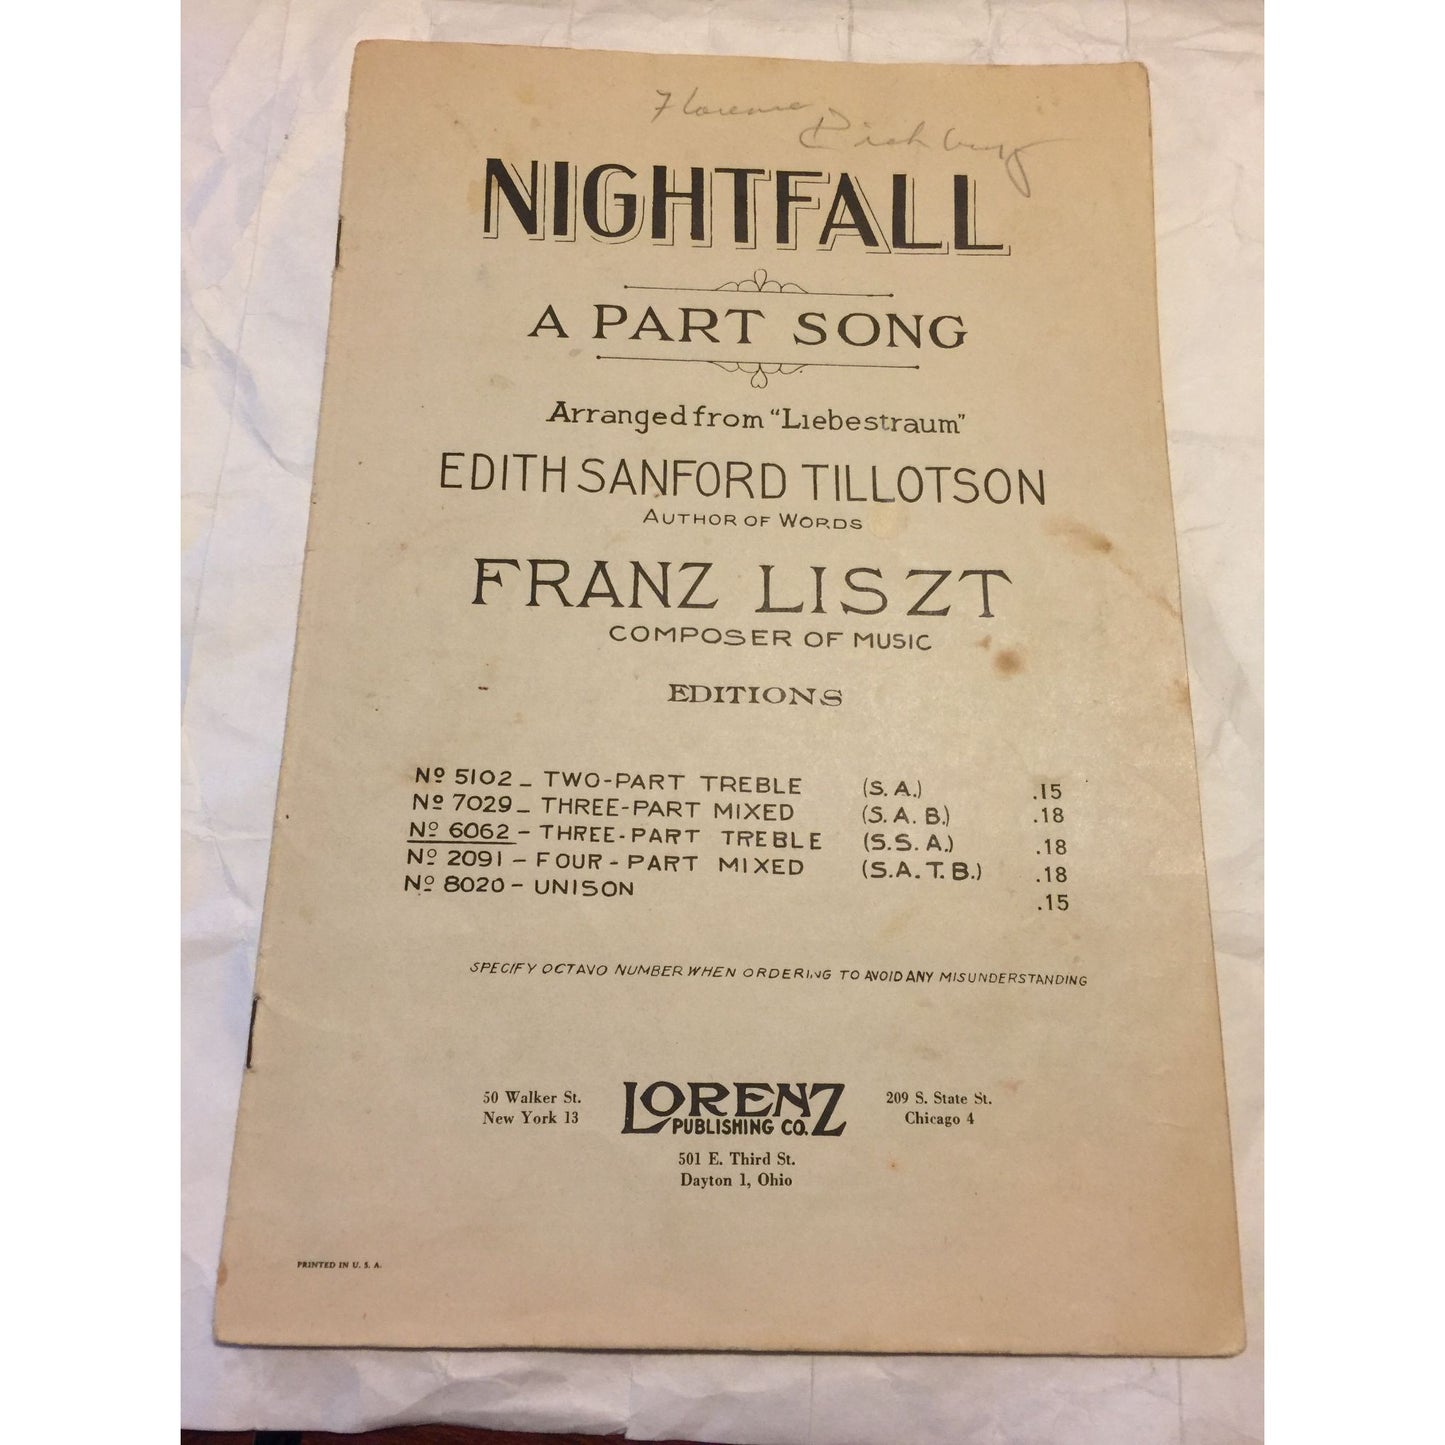 Florence
NIGHTFALL
A PART SONG
Arranged from "Liebestraum"
EDITH SANFORD TILLOTSON
AUTHOR OF WORDS
FRANZ LISZT
COMPOSER OF MUSIC
EDITIONS
Nº 5102 – TWO-PART TREBLE (S. A.) .15
Nº 7029 – THREE-PART MIXED (S. A. B.) .18
Nº 6062 – THREE-PART TREBLE (S. S. A.) .18
Nº 2091 – FOUR-PART MIXED (S. A. T. B.) .18
Nº 8020 – UNISON .15
SPECIFY OCTAVO NUMBER WHEN ORDERING TO AVOID ANY MISUNDERSTANDING
50 Walker St.
New York 13
LORENZ
PUBLISHING CO.
209 S. State St.
Chicago 4
501 E. Third St.
Dayton 1, Ohio
PRINTED IN U. S. A.